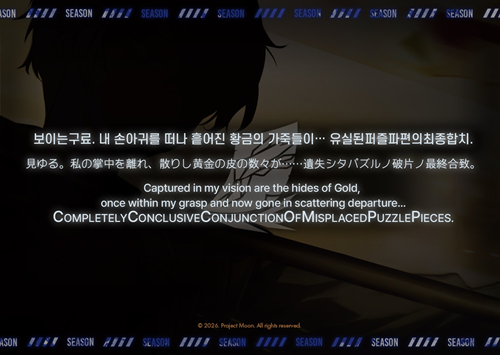 SEASON SEASON SEASON SEASON SEASON SEASON SEASON
보이는구료. 내 손아귀를 떠나 흩어진 황금의 가죽들이… 유실된퍼즐파편의최종합치.
見ゆる。私の掌中を離れ、散りし黄金の皮の数々が……遺失シタパズルノ破片ノ最終合致。
Captured in my vision are the hides of Gold,
once within my grasp and now gone in scattering departure...
COMPLETELYCONCLUSIVECONJUNCTIONOFMISPLACEDPUZZLEPIECES.
© 2026. Project Moon. All rights reserved.
SEASON SEASON SEASON SEASON SEASON SEASON SEASON